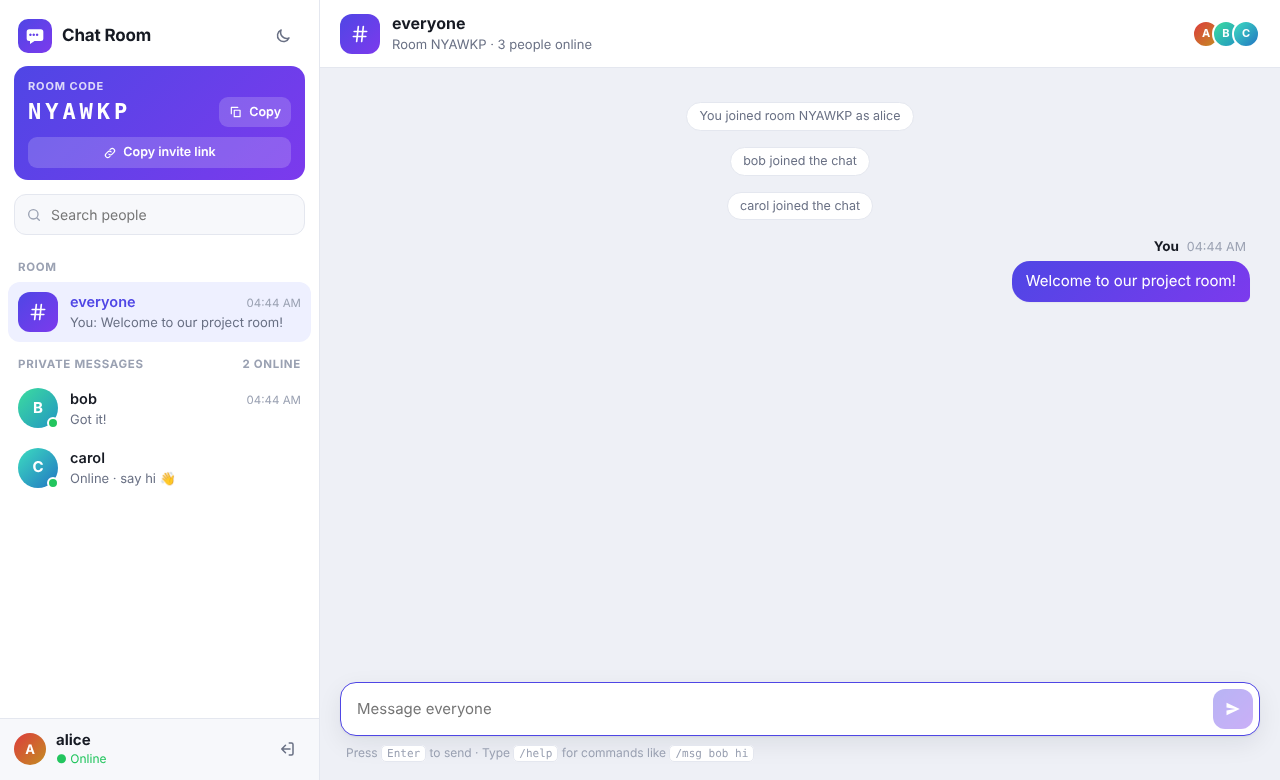 Chat Room
ROOM CODE
NYAWKP
Copy
Copy invite link
Search people
ROOM
everyone 04:44 AM
You: Welcome to our project room!
PRIVATE MESSAGES 2 ONLINE
B
bob 04:44 AM
Got it!
C
carol
Online · say hi 👋
A
alice
Online
everyone
Room NYAWKP · 3 people online
A B C
You joined room NYAWKP as alice
bob joined the chat
carol joined the chat
You 04:44 AM
Welcome to our project room!
Message everyone
Press Enter to send · Type /help for commands like /msg bob hi